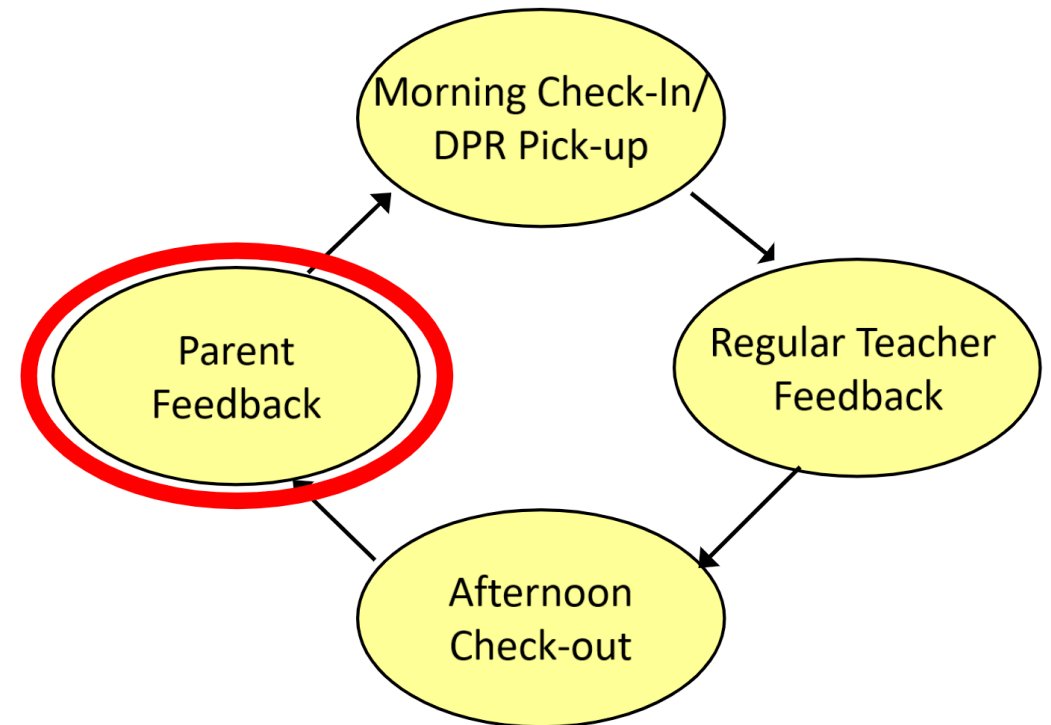 Morning Check-In/
DPR Pick-up
Regular Teacher
Feedback
Afternoon
Check-out
Parent
Feedback